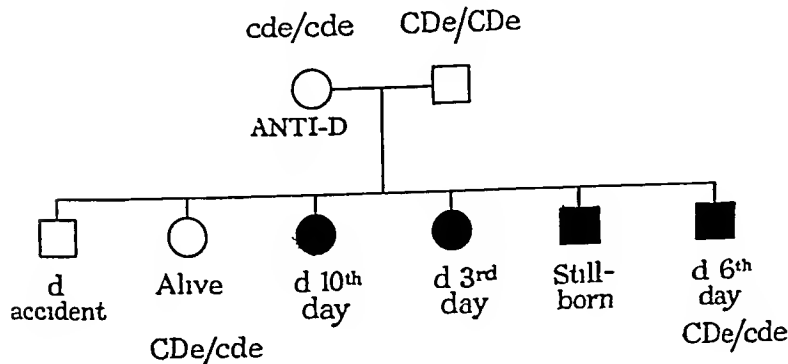 cde/cde CDe/CDe
ANTI-D
d accident
Alive
d 10th day
d 3rd day
Still-born
d 6th day
CDe/cde
CDe/cde